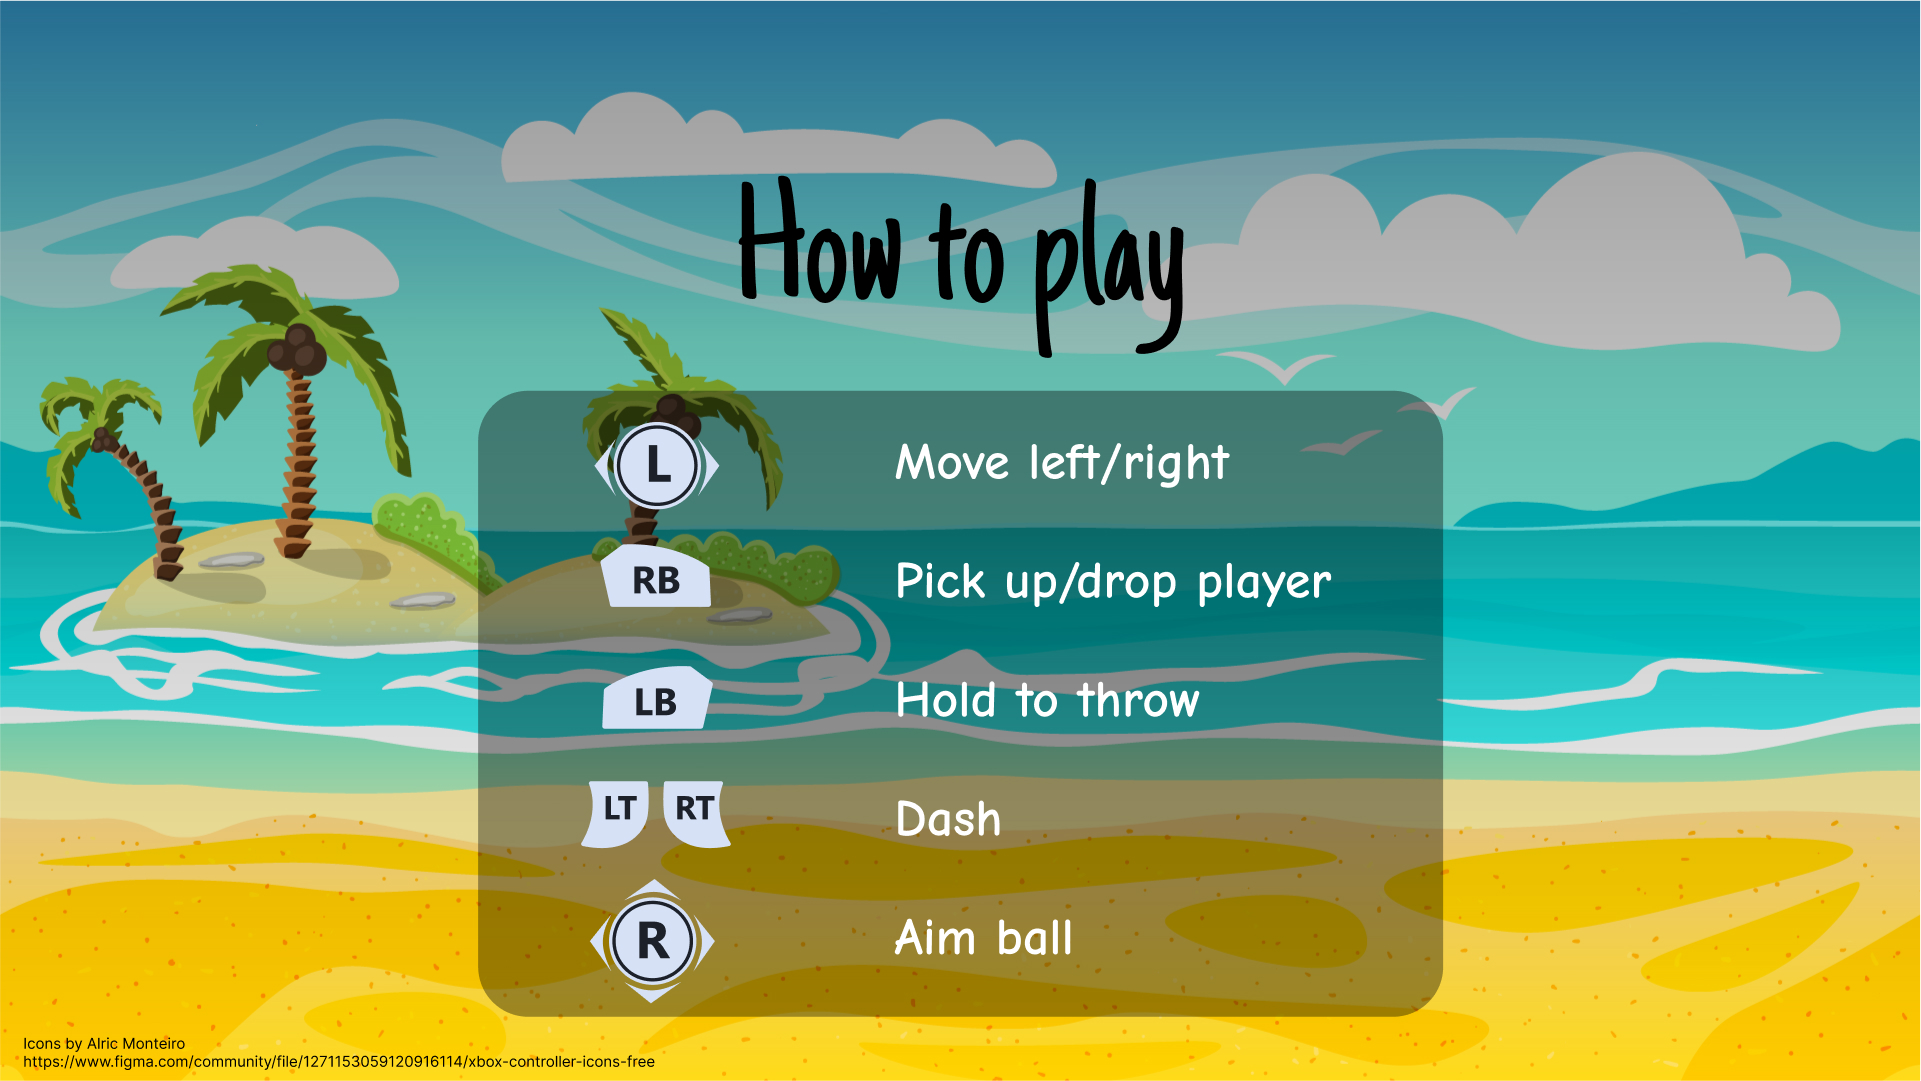 How to play
L Move left/right
RB Pick up/drop player
LB Hold to throw
LT RT Dash
R Aim ball
Icons by Alric Monteiro
https://www.figma.com/community/file/1271153059120916114/xbox-controller-icons-free